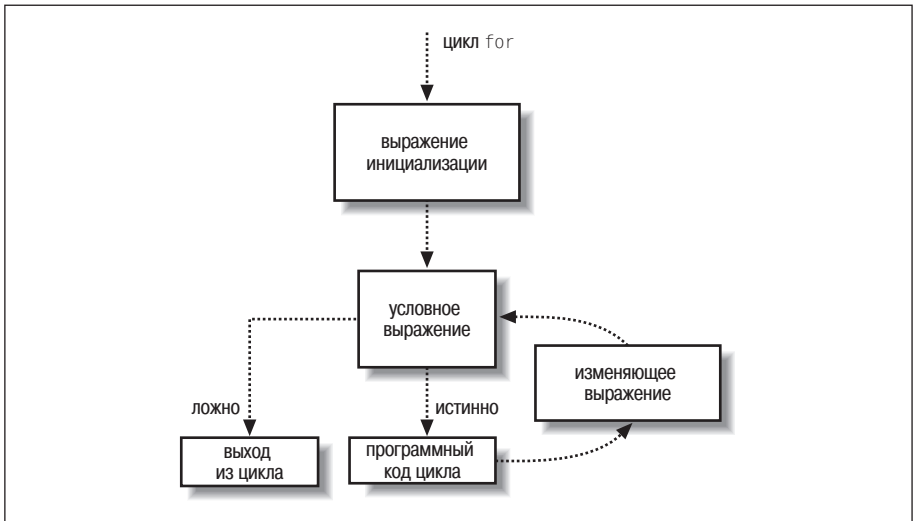 цикл for
выражение
инициализации
условное
выражение
изменяющее
выражение
ложно
истинно
выход
из цикла
программный
код цикла